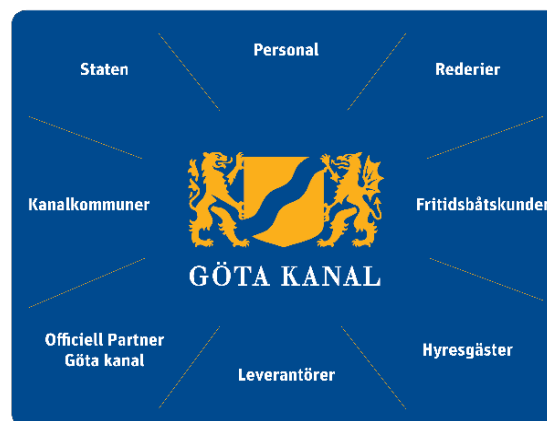 Personal
Staten
Rederier
Kanalkommuner
Fritidsbåtskunder
GÖTA KANAL
Officiell Partner
Göta kanal
Hyresgäster
Leverantörer